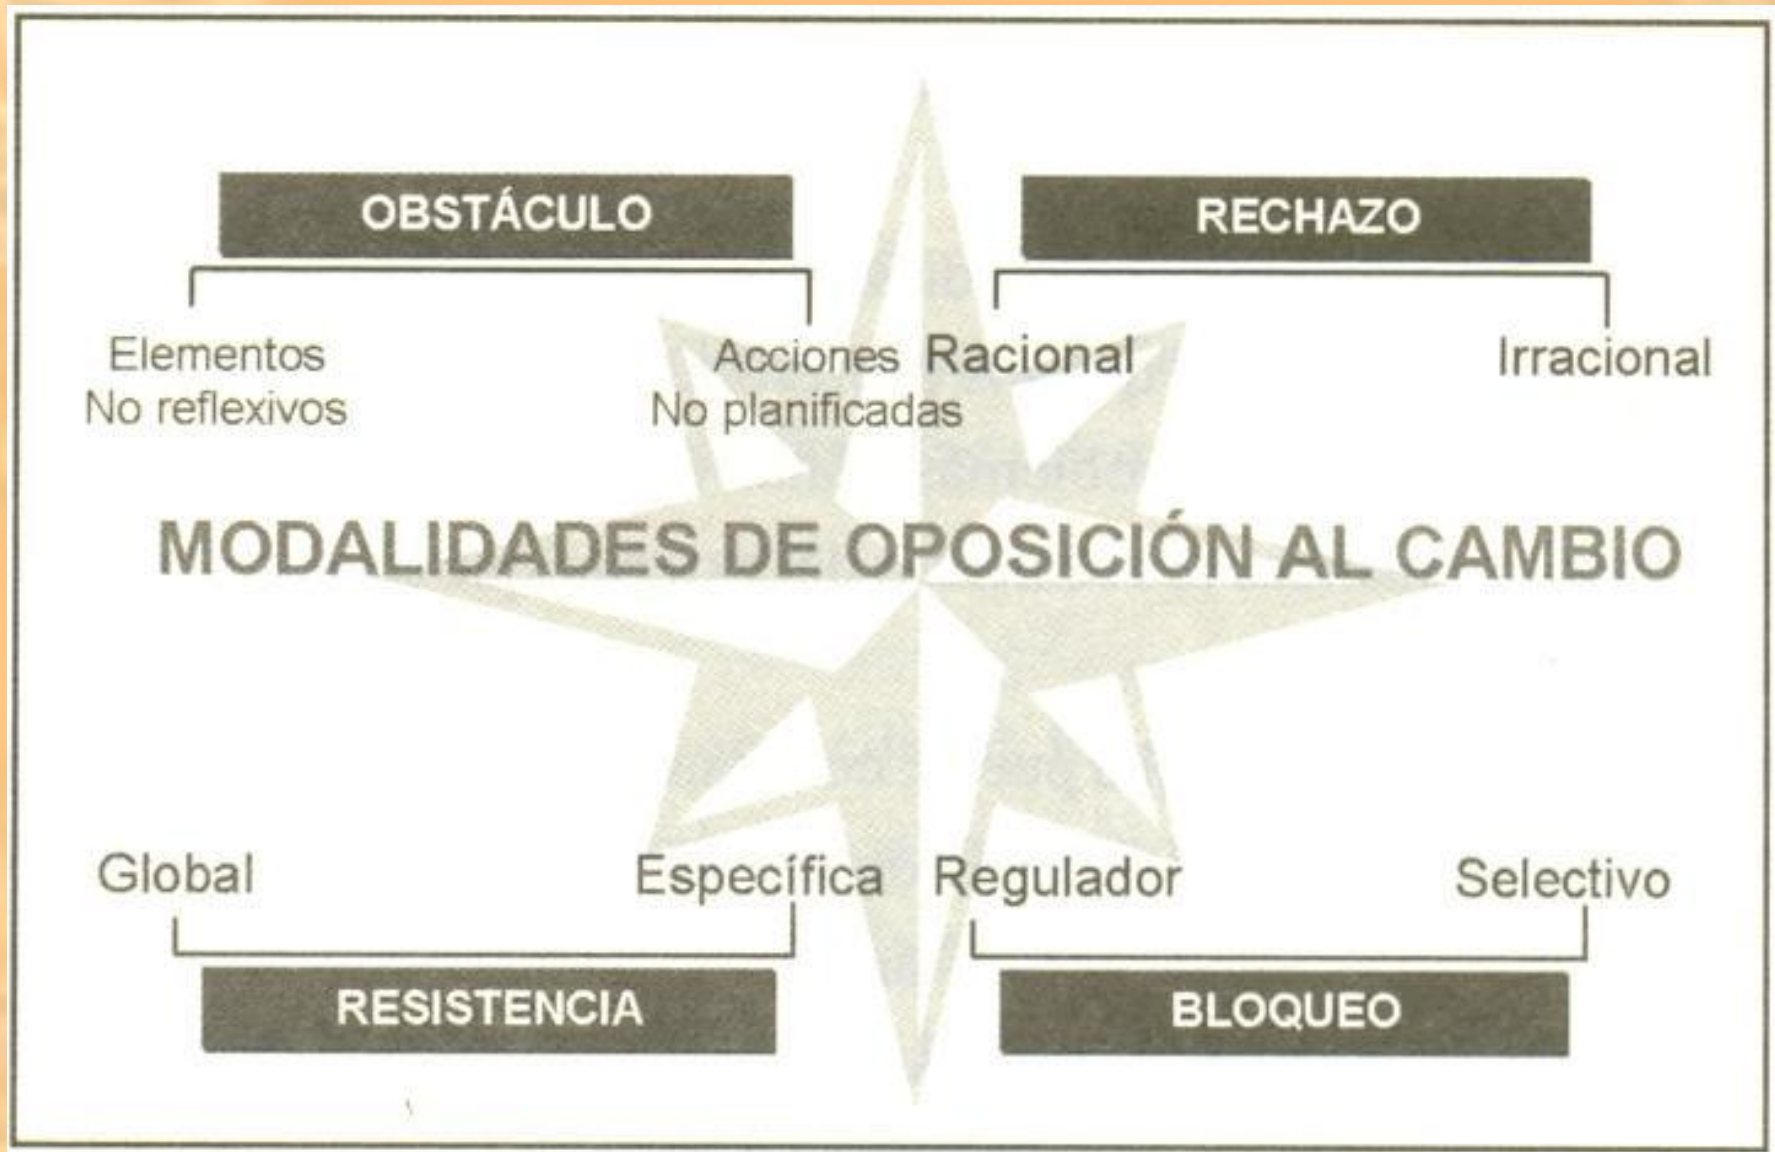 OBSTÁCULO
Elementos
No reflexivos
Acciones
No planificadas
RECHAZO
Racional
Irracional
MODALIDADES DE OPOSICIÓN AL CAMBIO
Global
Específica
RESISTENCIA
Regulador
Selectivo
BLOQUEO